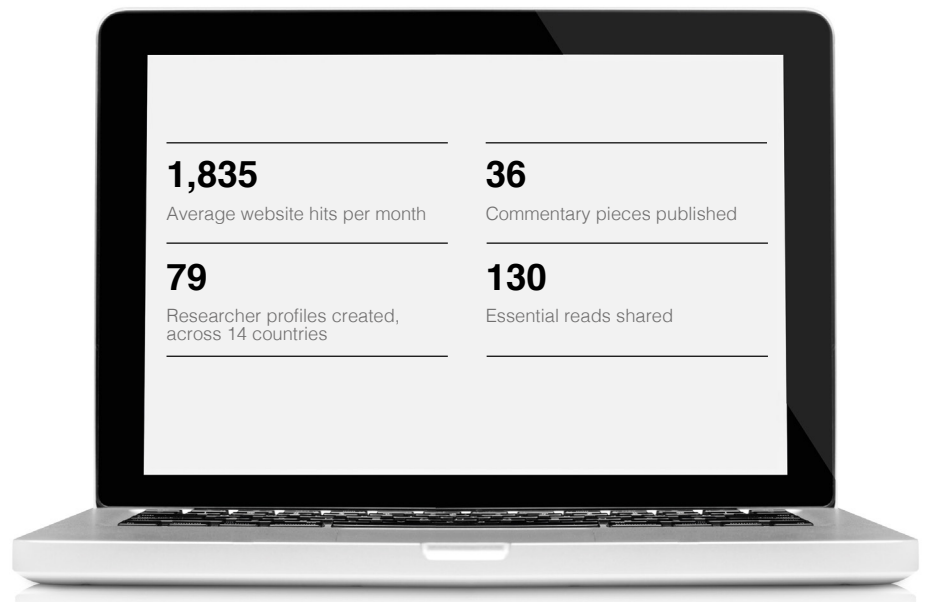 1,835
Average website hits per month
36
Commentary pieces published
79
Researcher profiles created,
across 14 countries
130
Essential reads shared